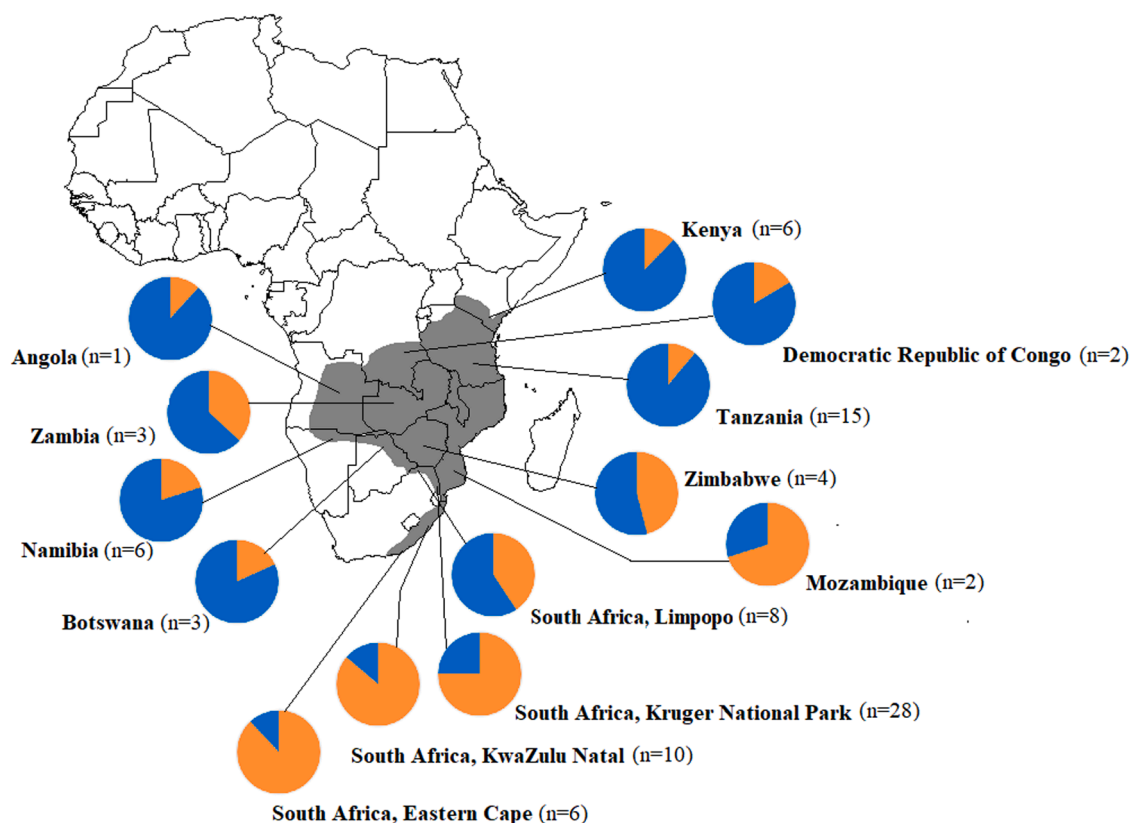 Kenya (n=6)
Democratic Republic of Congo (n=2)
Angola (n=1)
Tanzania (n=15)
Zambia (n=3)
Zimbabwe (n=4)
Namibia (n=6)
Mozambique (n=2)
Botswana (n=3)
South Africa, Limpopo (n=8)
South Africa, Kruger National Park (n=28)
South Africa, KwaZulu Natal (n=10)
South Africa, Eastern Cape (n=6)